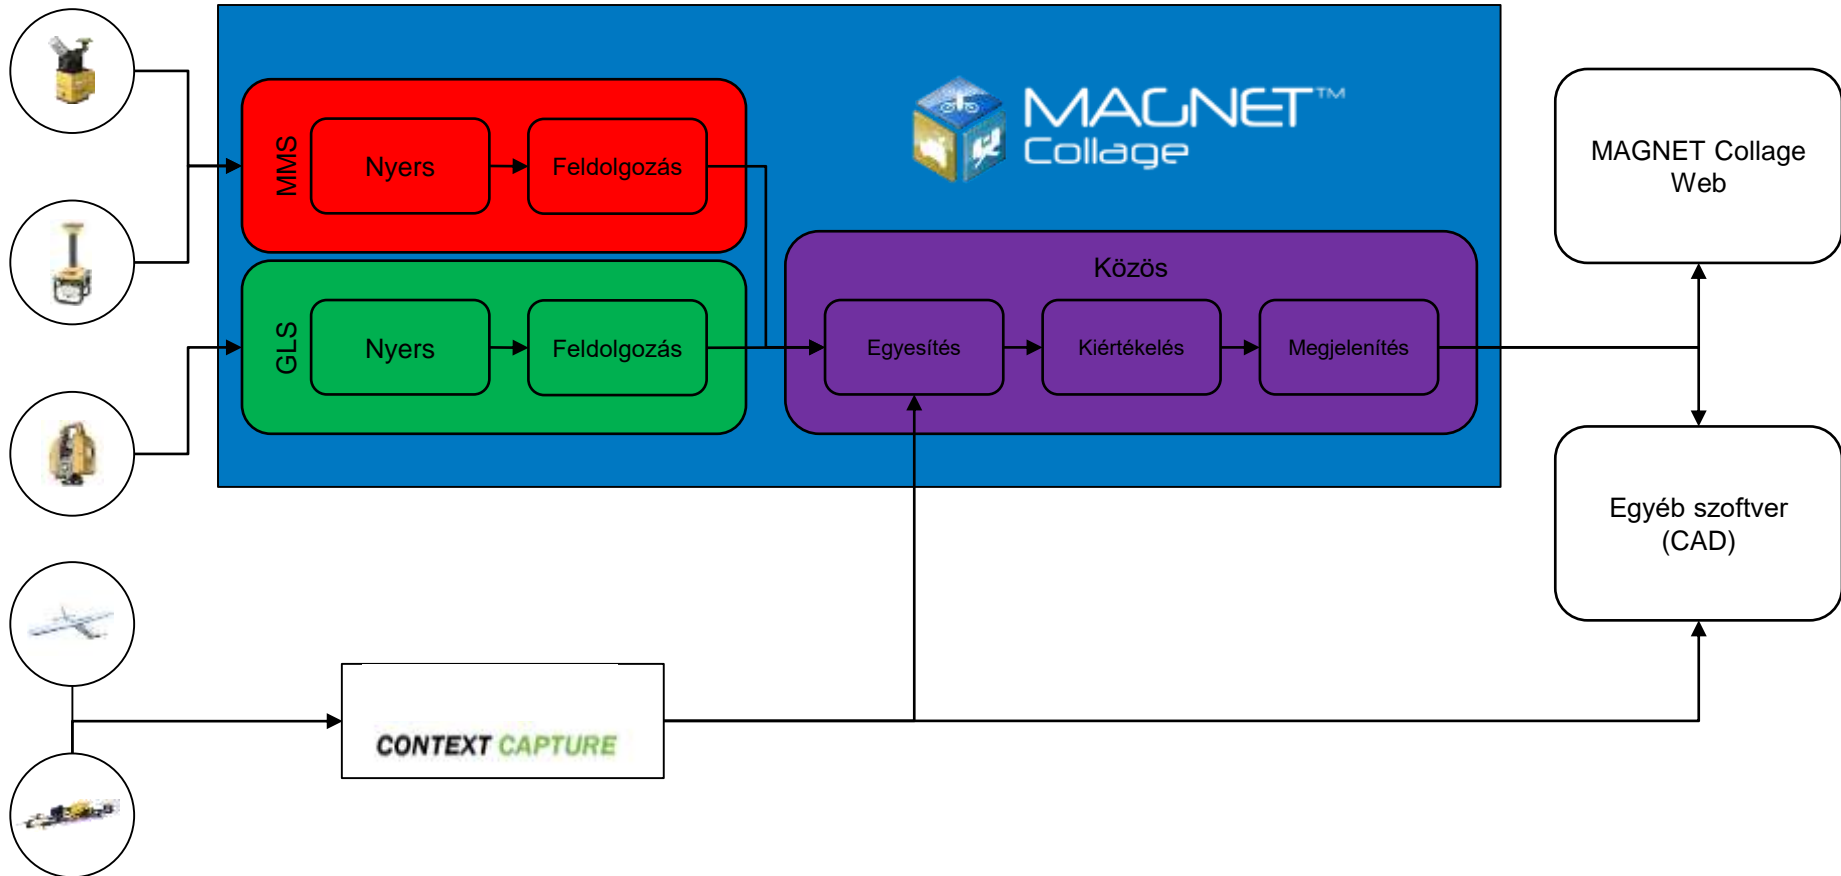 MAGNET™
Collage
MMS
Nyers
Feldolgozás
GLS
Nyers
Feldolgozás
Közös
Egyesítés
Kiértékelés
Megjelenítés
MAGNET Collage
Web
Egyéb szoftver
(CAD)
CONTEXT CAPTURE